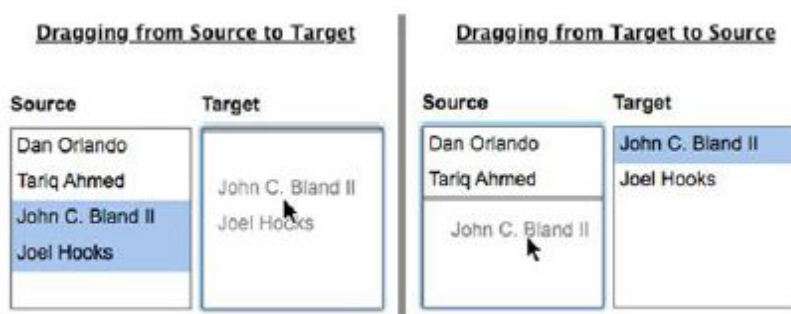 Dragging from Source to Target
Source
Target
Dan Orlando
Tariq Ahmed
John C. Bland II
Joel Hooks
John C. Bland II
Joel Hooks
Dragging from Target to Source
Source
Target
Dan Orlando
Tariq Ahmed
John C. Bland II
John C. Bland II
Joel Hooks